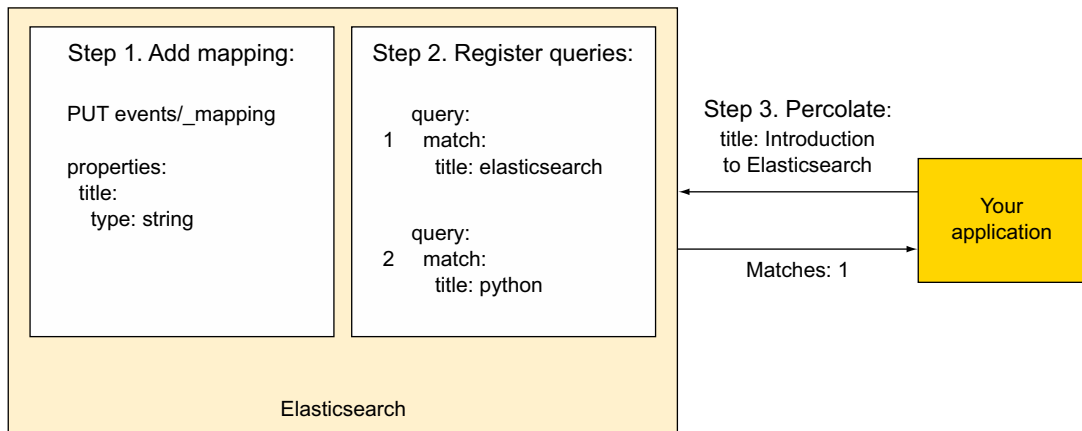 Step 1. Add mapping:
PUT events/_mapping
properties:
title:
type: string
Step 2. Register queries:
query:
1 match:
title: elasticsearch
query:
2 match:
title: python
Elasticsearch
Step 3. Percolate:
title: Introduction
to Elasticsearch
Matches: 1
Your
application